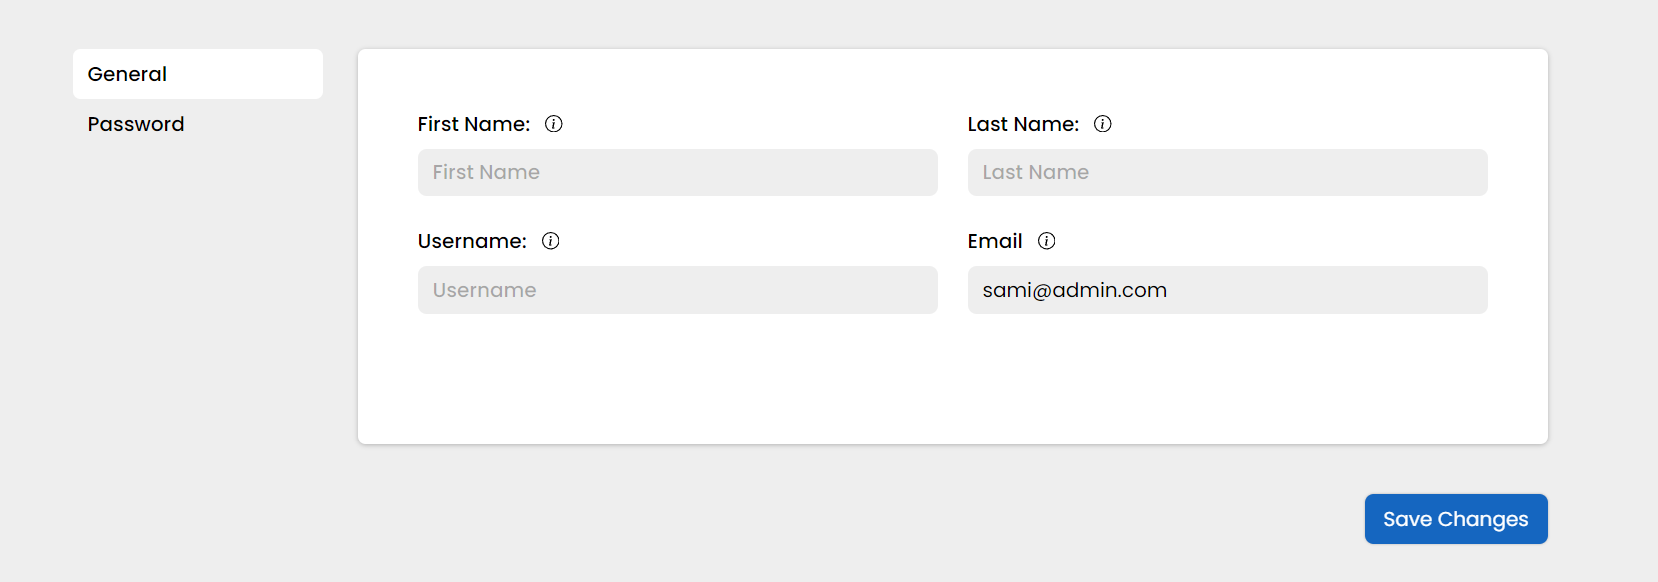 General
Password
First Name:
Last Name:
First Name
Last Name
Username:
Email
Username
sami@admin.com
Save Changes